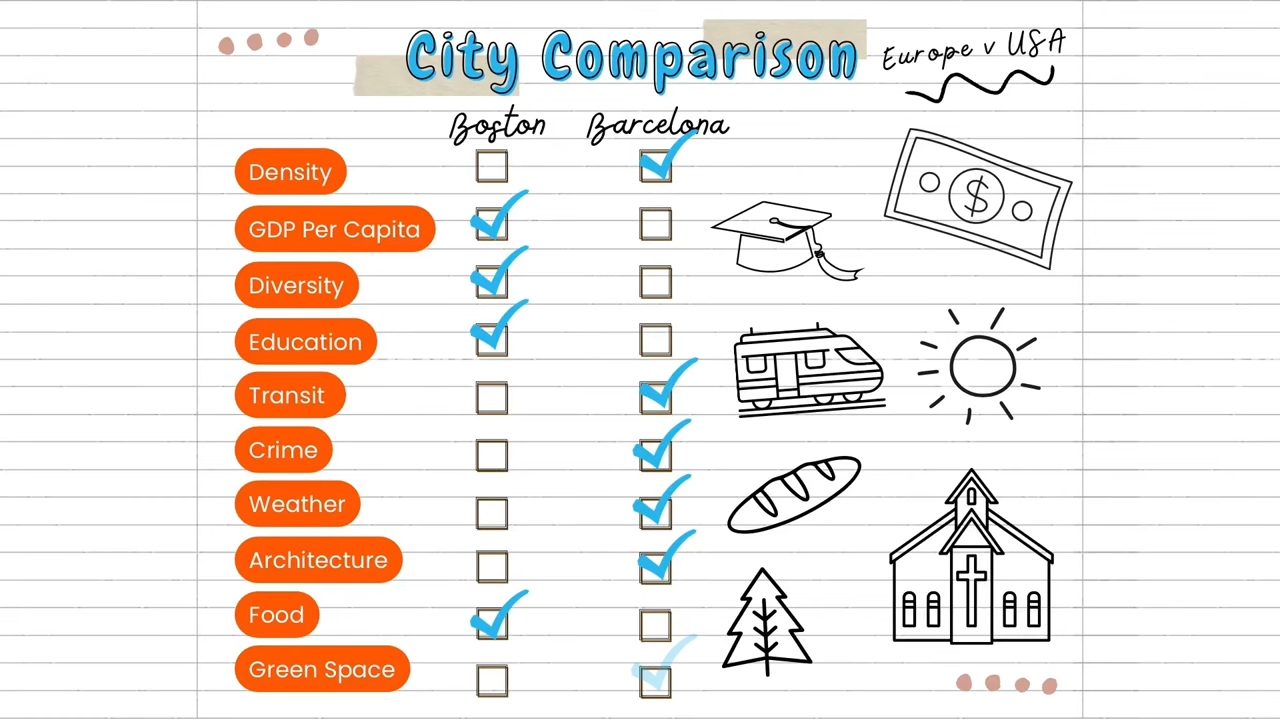 City Comparison
Europe v USA
Boston Barcelona
Density
GDP Per Capita
Diversity
Education
Transit
Crime
Weather
Architecture
Food
Green Space
$